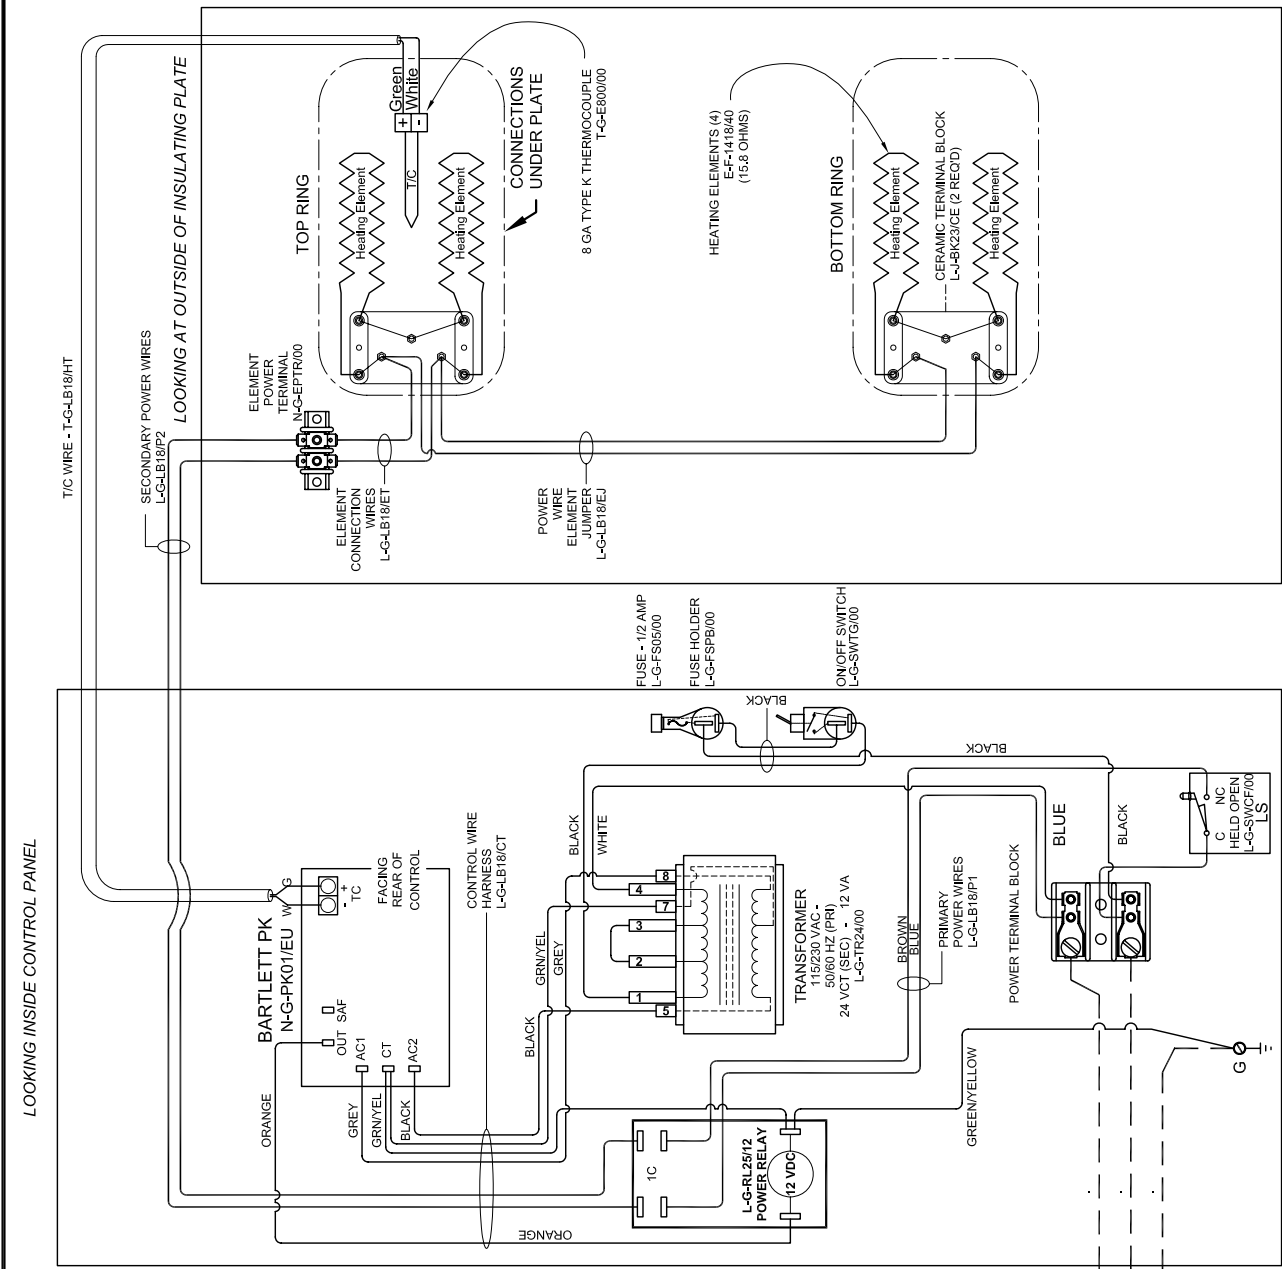 LOOKING INSIDE CONTROL PANEL
T/C WIRE - T-G-LB18/HT
SECONDARY POWER WIRES
L-G-LB18/P2
LOOKING AT OUTSIDE OF INSULATING PLATE
ELEMENT
POWER
TERMINAL
N-G-EPTR/00
ELEMENT
CONNECTION
WIRES
L-G-LB18/ET
TOP RING
Green
White
+
-
T/C
Heating Element
Heating Element
CONNECTIONS
UNDER PLATE
8 GA TYPE K THERMOCOUPLE
T-G-E800/00
POWER
WIRE
ELEMENT
JUMPER
L-G-LB18/EJ
HEATING ELEMENTS (4)
E-F-1418/40
(15.8 OHMS)
BOTTOM RING
Heating Element
Heating Element
CERAMIC TERMINAL BLOCK
L-J-BK23/CE (2 REQ'D)
FUSE - 1/2 AMP
L-G-FS05/00
FUSE HOLDER
L-G-FSPB/00
ON/OFF SWITCH
L-G-SWTG/00
BLACK
BLACK
BARTLETT PK
N-G-PK01/EU
W
G
- +
TC
FACING
REAR OF
CONTROL
SAF
OUT
AC1
CT
AC2
ORANGE
GREY
GRN/YEL
BLACK
CONTROL WIRE
HARNESS
L-G-LB18/CT
GRN/YEL
GREY
BLACK
BLACK
WHITE
8
4
7
3
2
1
5
TRANSFORMER
115/230 VAC -
50/60 HZ (PRI)
24 VCT (SEC) - 12 VA
L-G-TR24/00
BROWN
BLUE
PRIMARY
POWER WIRES
L-G-LB18/P1
POWER TERMINAL BLOCK
BLUE
BLACK
C NC
HELD OPEN
L-G-SWCF/00
LS
GREEN/YELLOW
G
1C
L-G-RL25/12
POWER RELAY
12 VDC
ORANGE